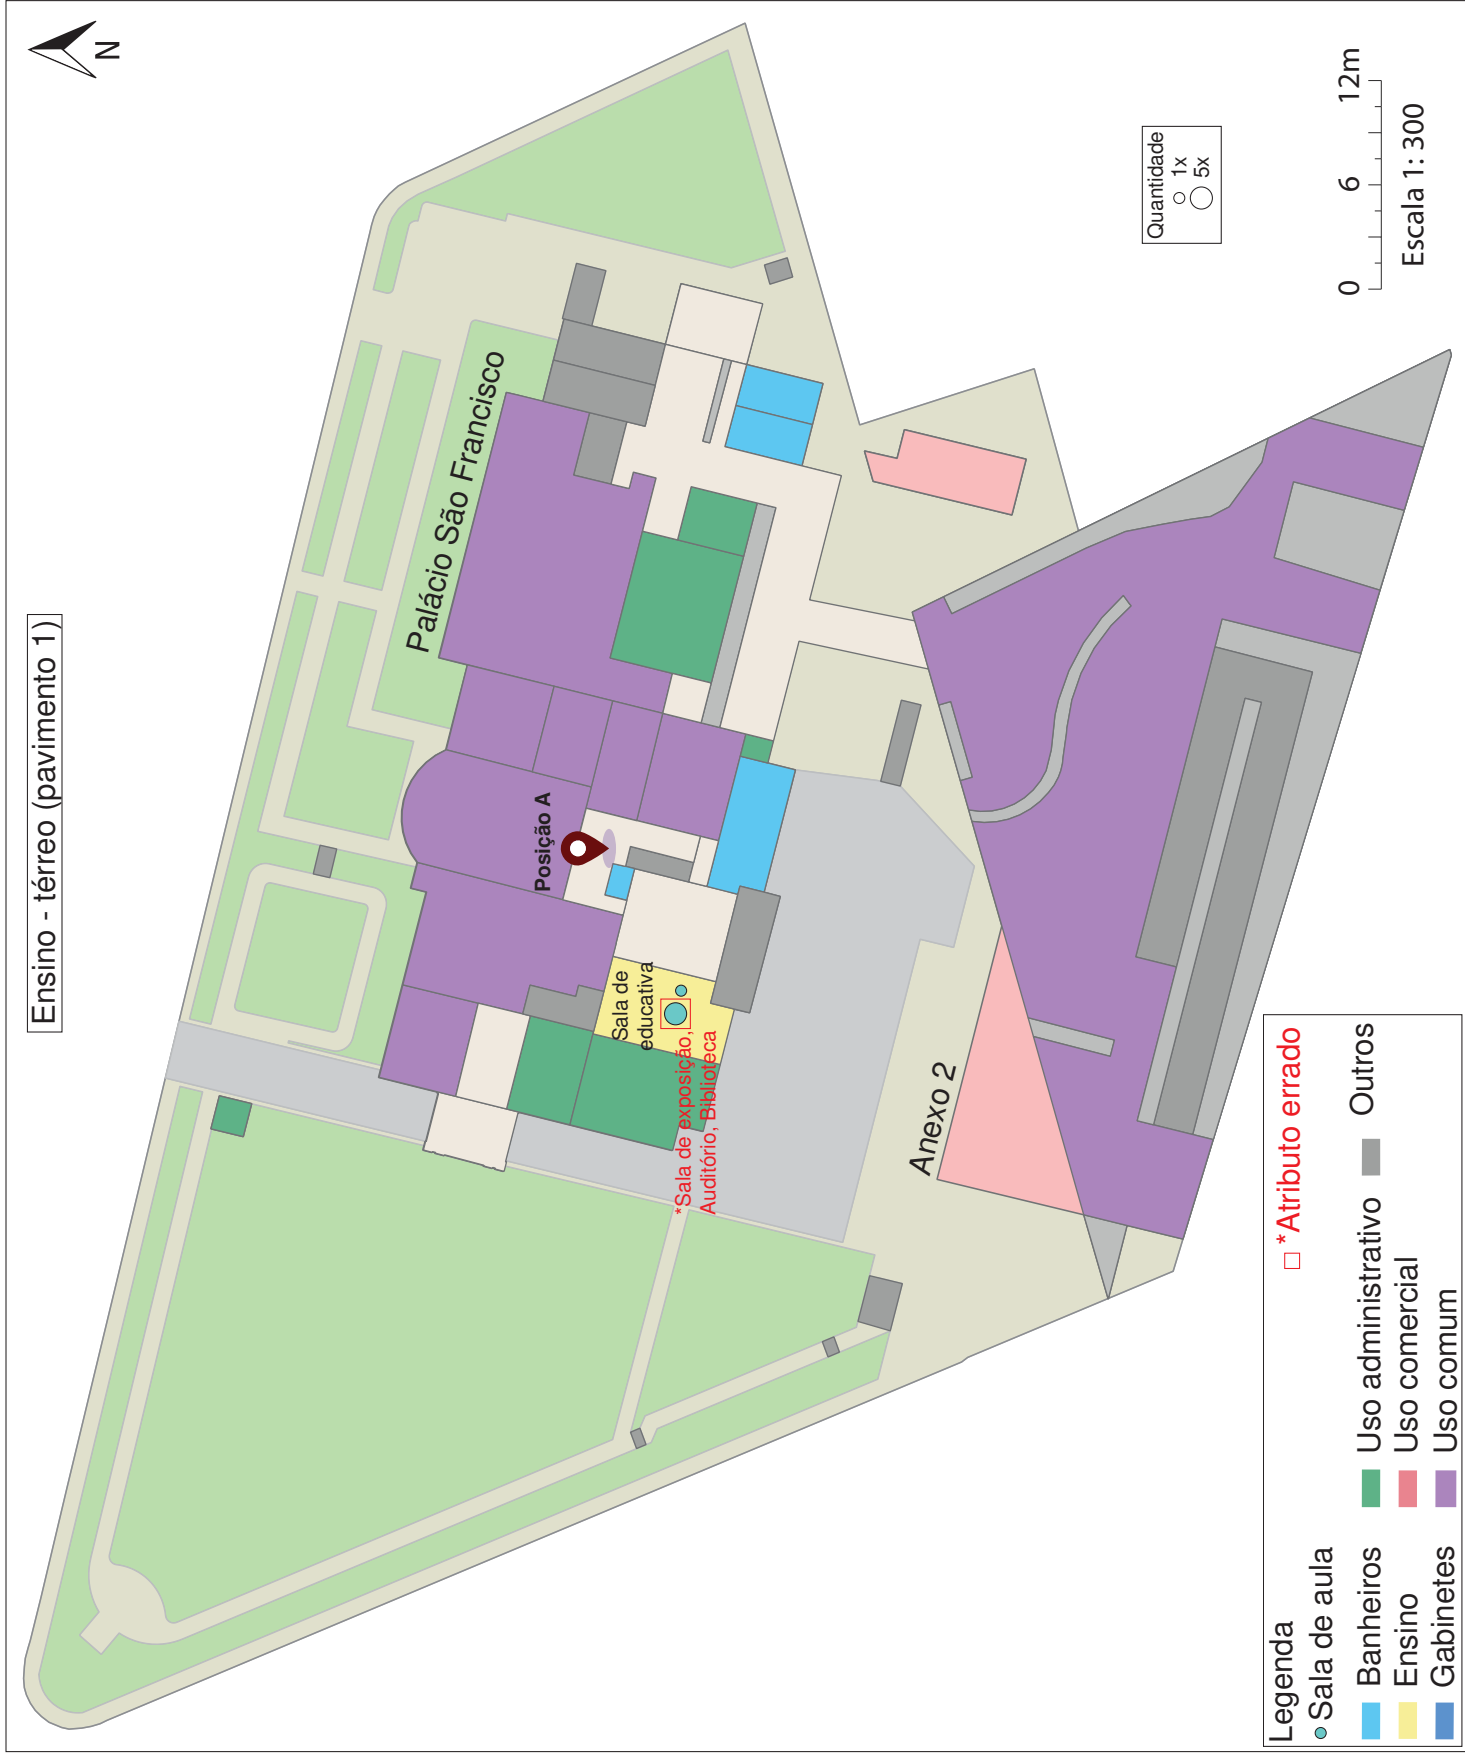 Ensino - térreo (pavimento 1)
N
Palácio São Francisco
Posição A
Sala de
educativa
*Sala de exposição,
Auditório, Biblioteca
Anexo 2
Quantidade
1x
5x
0 6 12m
Escala 1: 300
Legenda
*Atributo errado
Sala de aula
Banheiros
Uso administrativo
Outros
Ensino
Uso comercial
Gabinetes
Uso comum